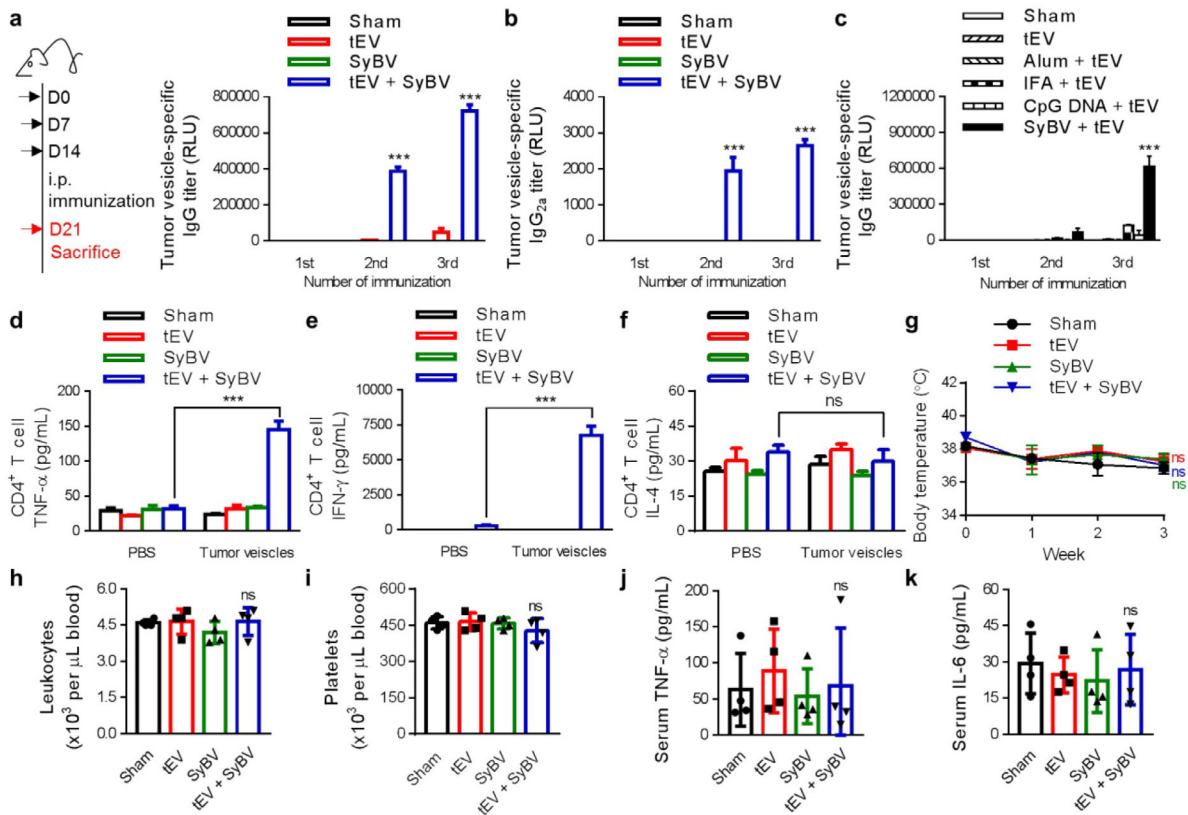 a
D0
D7
D14
i.p.
immunization
D21
Sacrifice
Sham
tEV
SyBV
tEV + SyBV
Tumor vesicle-specific
IgG titer (RLU)
800000
600000
400000
200000
0
***
***
1st 2nd 3rd
Number of immunization
b
Sham
tEV
SyBV
tEV + SyBV
Tumor vesicle-specific
IgG2a titer (RLU)
4000
3000
2000
1000
0
***
***
1st 2nd 3rd
Number of immunization
c
Sham
tEV
Alum + tEV
IFA + tEV
CpG DNA + tEV
SyBV + tEV
Tumor vesicle-specific
IgG titer (RLU)
900000
600000
300000
0
***
1st 2nd 3rd
Number of immunization
d
Sham
tEV
SyBV
tEV + SyBV
CD4+ T cell
TNF-α (pg/mL)
200
150
100
50
0
***
PBS Tumor veiscles
e
Sham
tEV
SyBV
tEV + SyBV
CD4+ T cell
IFN-γ (pg/mL)
10000
7500
5000
2500
0
***
PBS Tumor vesicles
f
Sham
tEV
SyBV
tEV + SyBV
CD4+ T cell
IL-4 (pg/mL)
60
45
30
15
0
ns
PBS Tumor vesicles
g
Sham
tEV
SyBV
tEV + SyBV
Body temperature (°C)
42
40
38
36
34
ns
ns
ns
0 1 2 3
Week
h
Leukocytes
(x10³ per μL blood)
6.0
4.5
3.0
1.5
0.0
ns
Sham
tEV
SyBV
tEV + SyBV
i
Platelets
(x10³ per μL blood)
600
450
300
150
0
ns
Sham
tEV
SyBV
tEV + SyBV
j
Serum TNF-α (pg/mL)
200
150
100
50
0
ns
Sham
tEV
SyBV
tEV + SyBV
k
Serum IL-6 (pg/mL)
60
45
30
15
0
ns
Sham
tEV
SyBV
tEV + SyBV